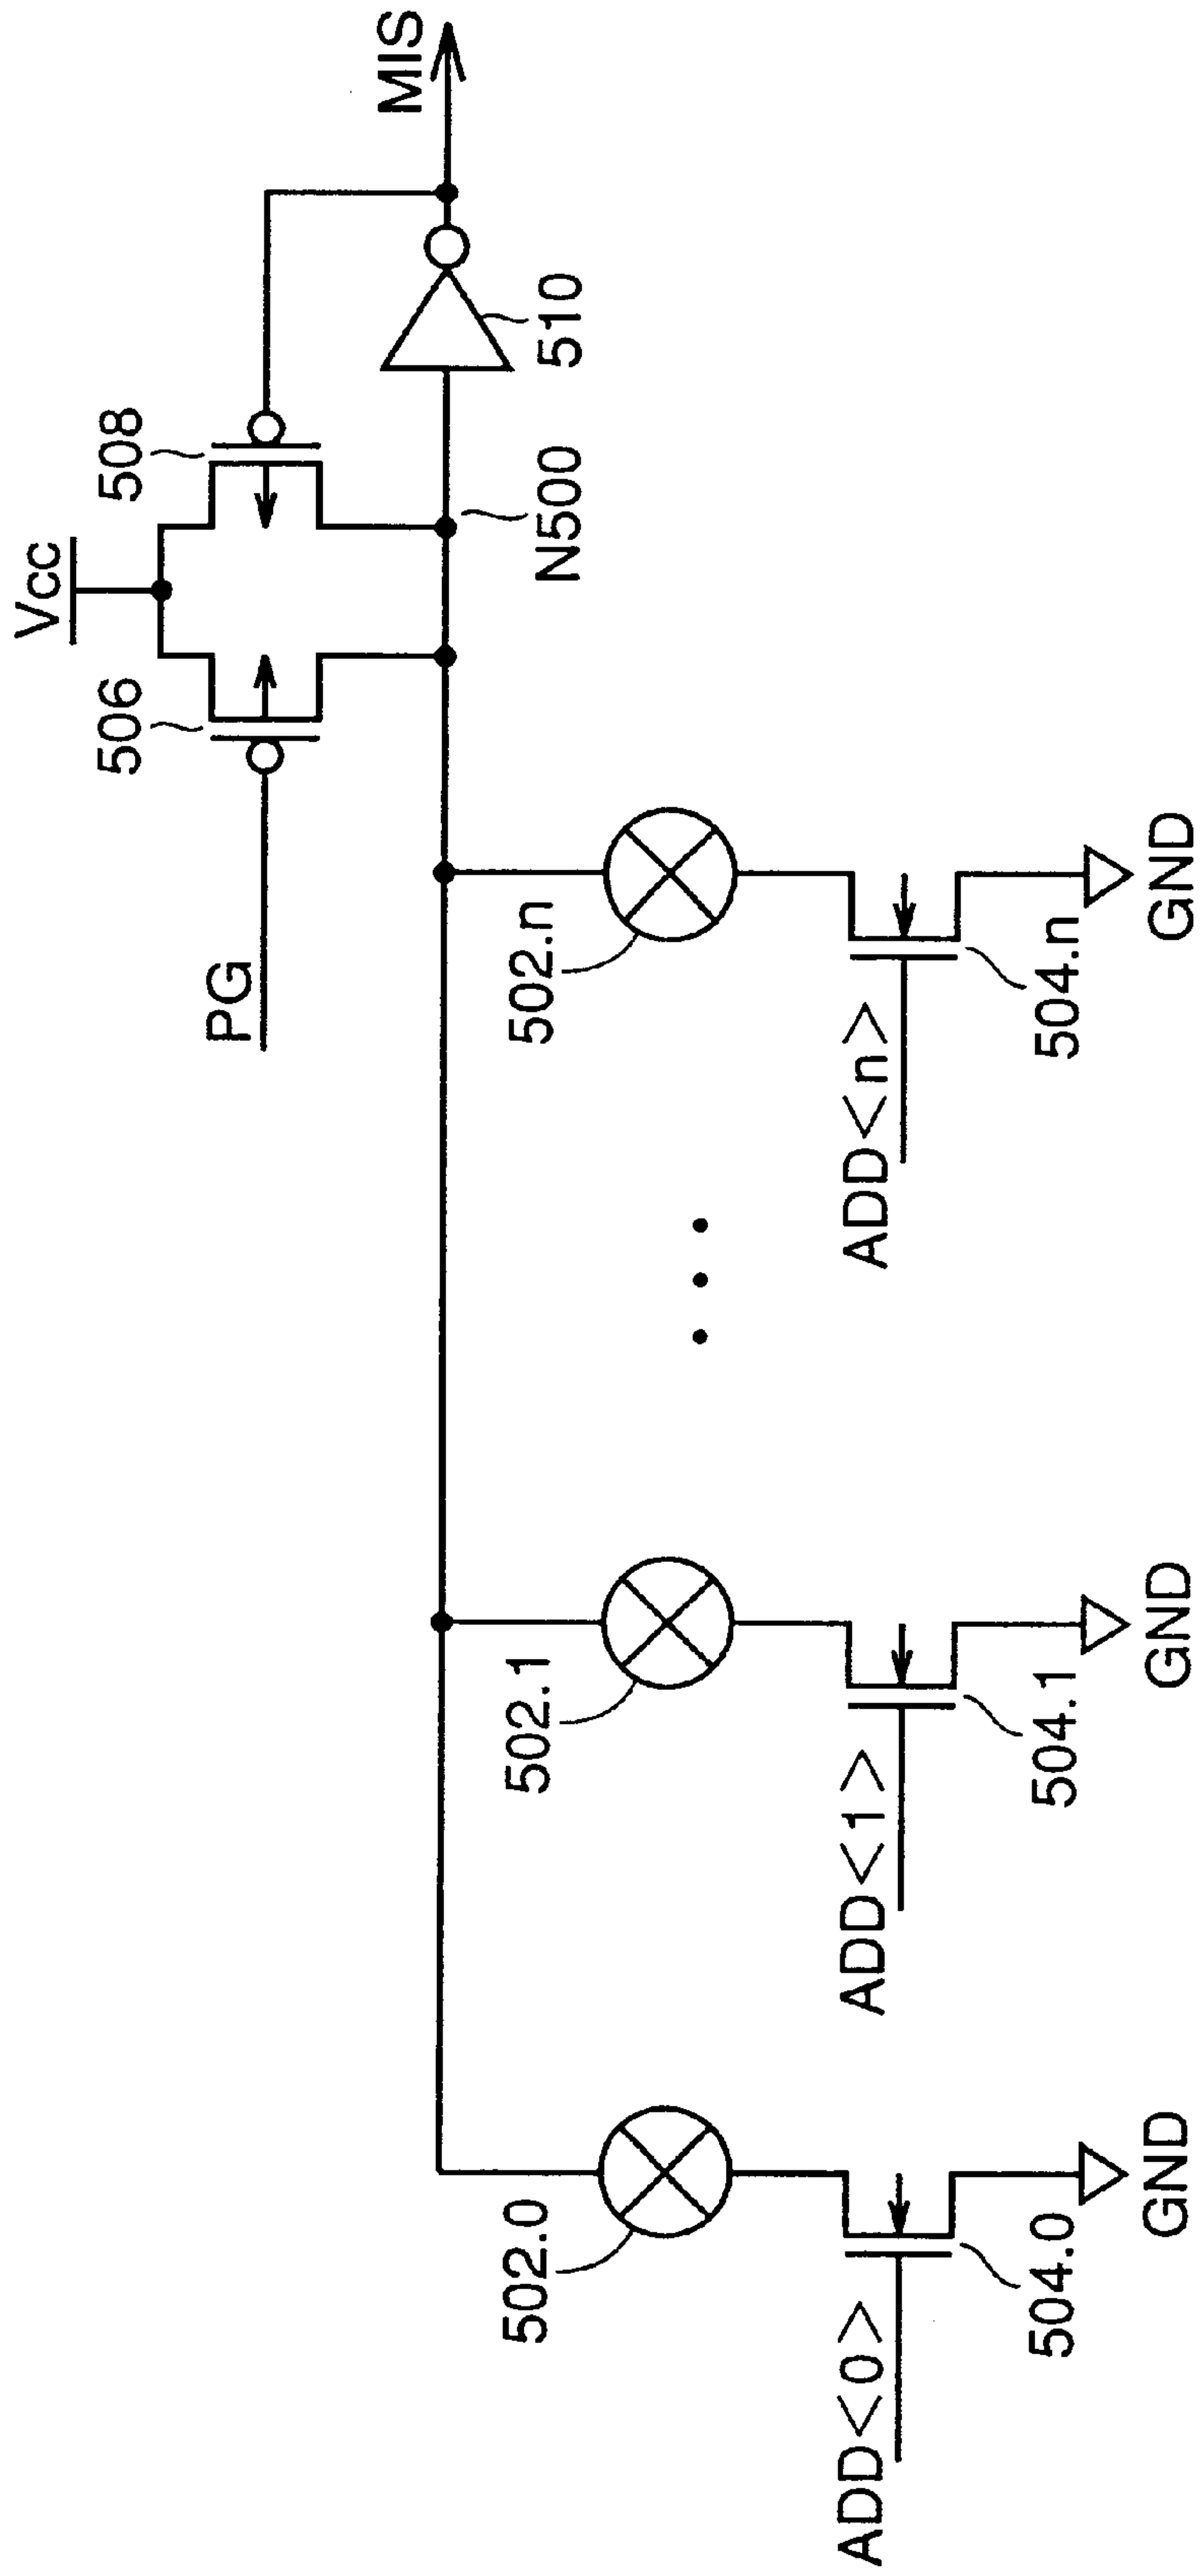 Vcc
506
508
PG
MIS
N500
510
502.0
502.1
502.n
ADD<0>
ADD<1>
ADD<n>
504.0
504.1
504.n
GND
GND
GND